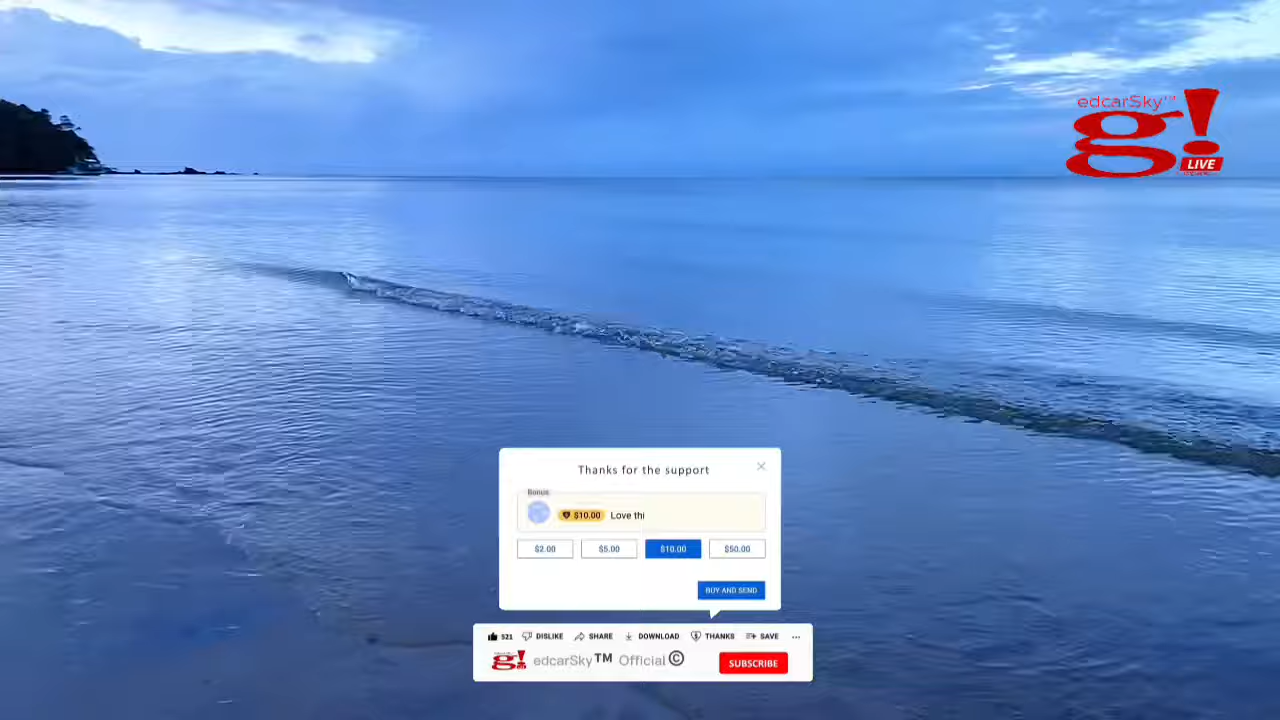 edcarSky™
g!
LIVE
Thanks for the support
Bonus
$10.00 Love thi
$2.00 $5.00 $10.00 $50.00
BUY AND SEND
521 DISLIKE SHARE DOWNLOAD THANKS SAVE ...
g! edcarSky™ Official ©
SUBSCRIBE